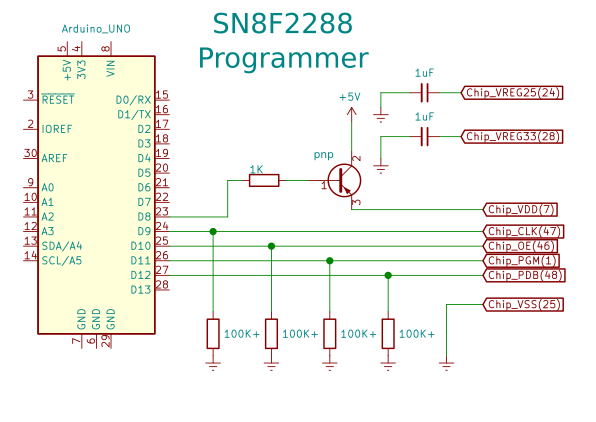 SN8F2288
Programmer
Arduino_UNO
5
4
8
+5V
3V3
VIN
3
RESET
2
IOREF
30
AREF
9
A0
10
A1
11
A2
12
A3
13
SDA/A4
14
SCL/A5
D0/RX
15
D1/TX
16
D2
17
D3
18
D4
19
D5
20
D6
21
D7
22
D8
23
D9
24
D10
25
D11
26
D12
27
D13
28
GND
GND
GND
7
6
29
1K
pnp
+5V
1
2
3
1uF
Chip_VREG25(24)
1uF
Chip_VREG33(28)
Chip_VDD(7)
Chip_CLK(47)
Chip_OE(46)
Chip_PGM(1)
Chip_PDB(48)
Chip_VSS(25)
100K+
100K+
100K+
100K+